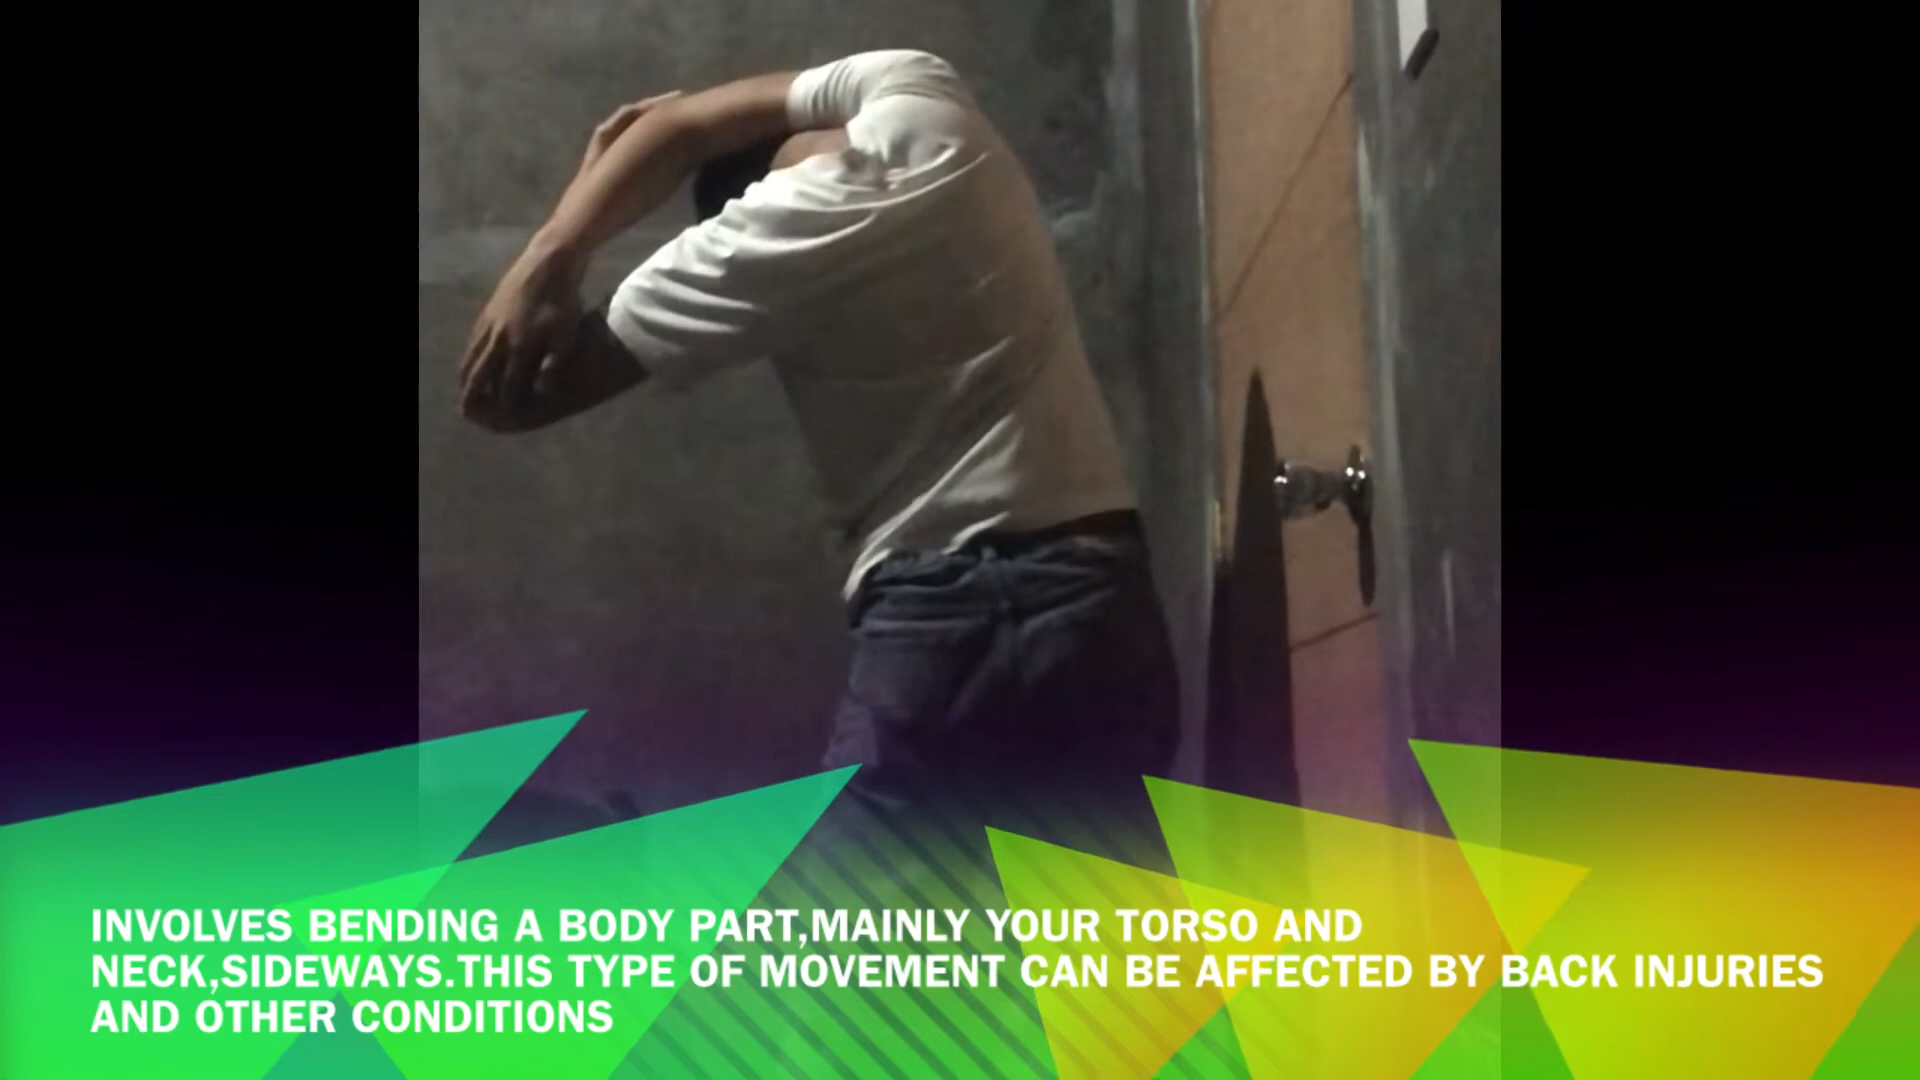 INVOLVES BENDING A BODY PART,MAINLY YOUR TORSO AND
NECK,SIDEWAYS.THIS TYPE OF MOVEMENT CAN BE AFFECTED BY BACK INJURIES
AND OTHER CONDITIONS